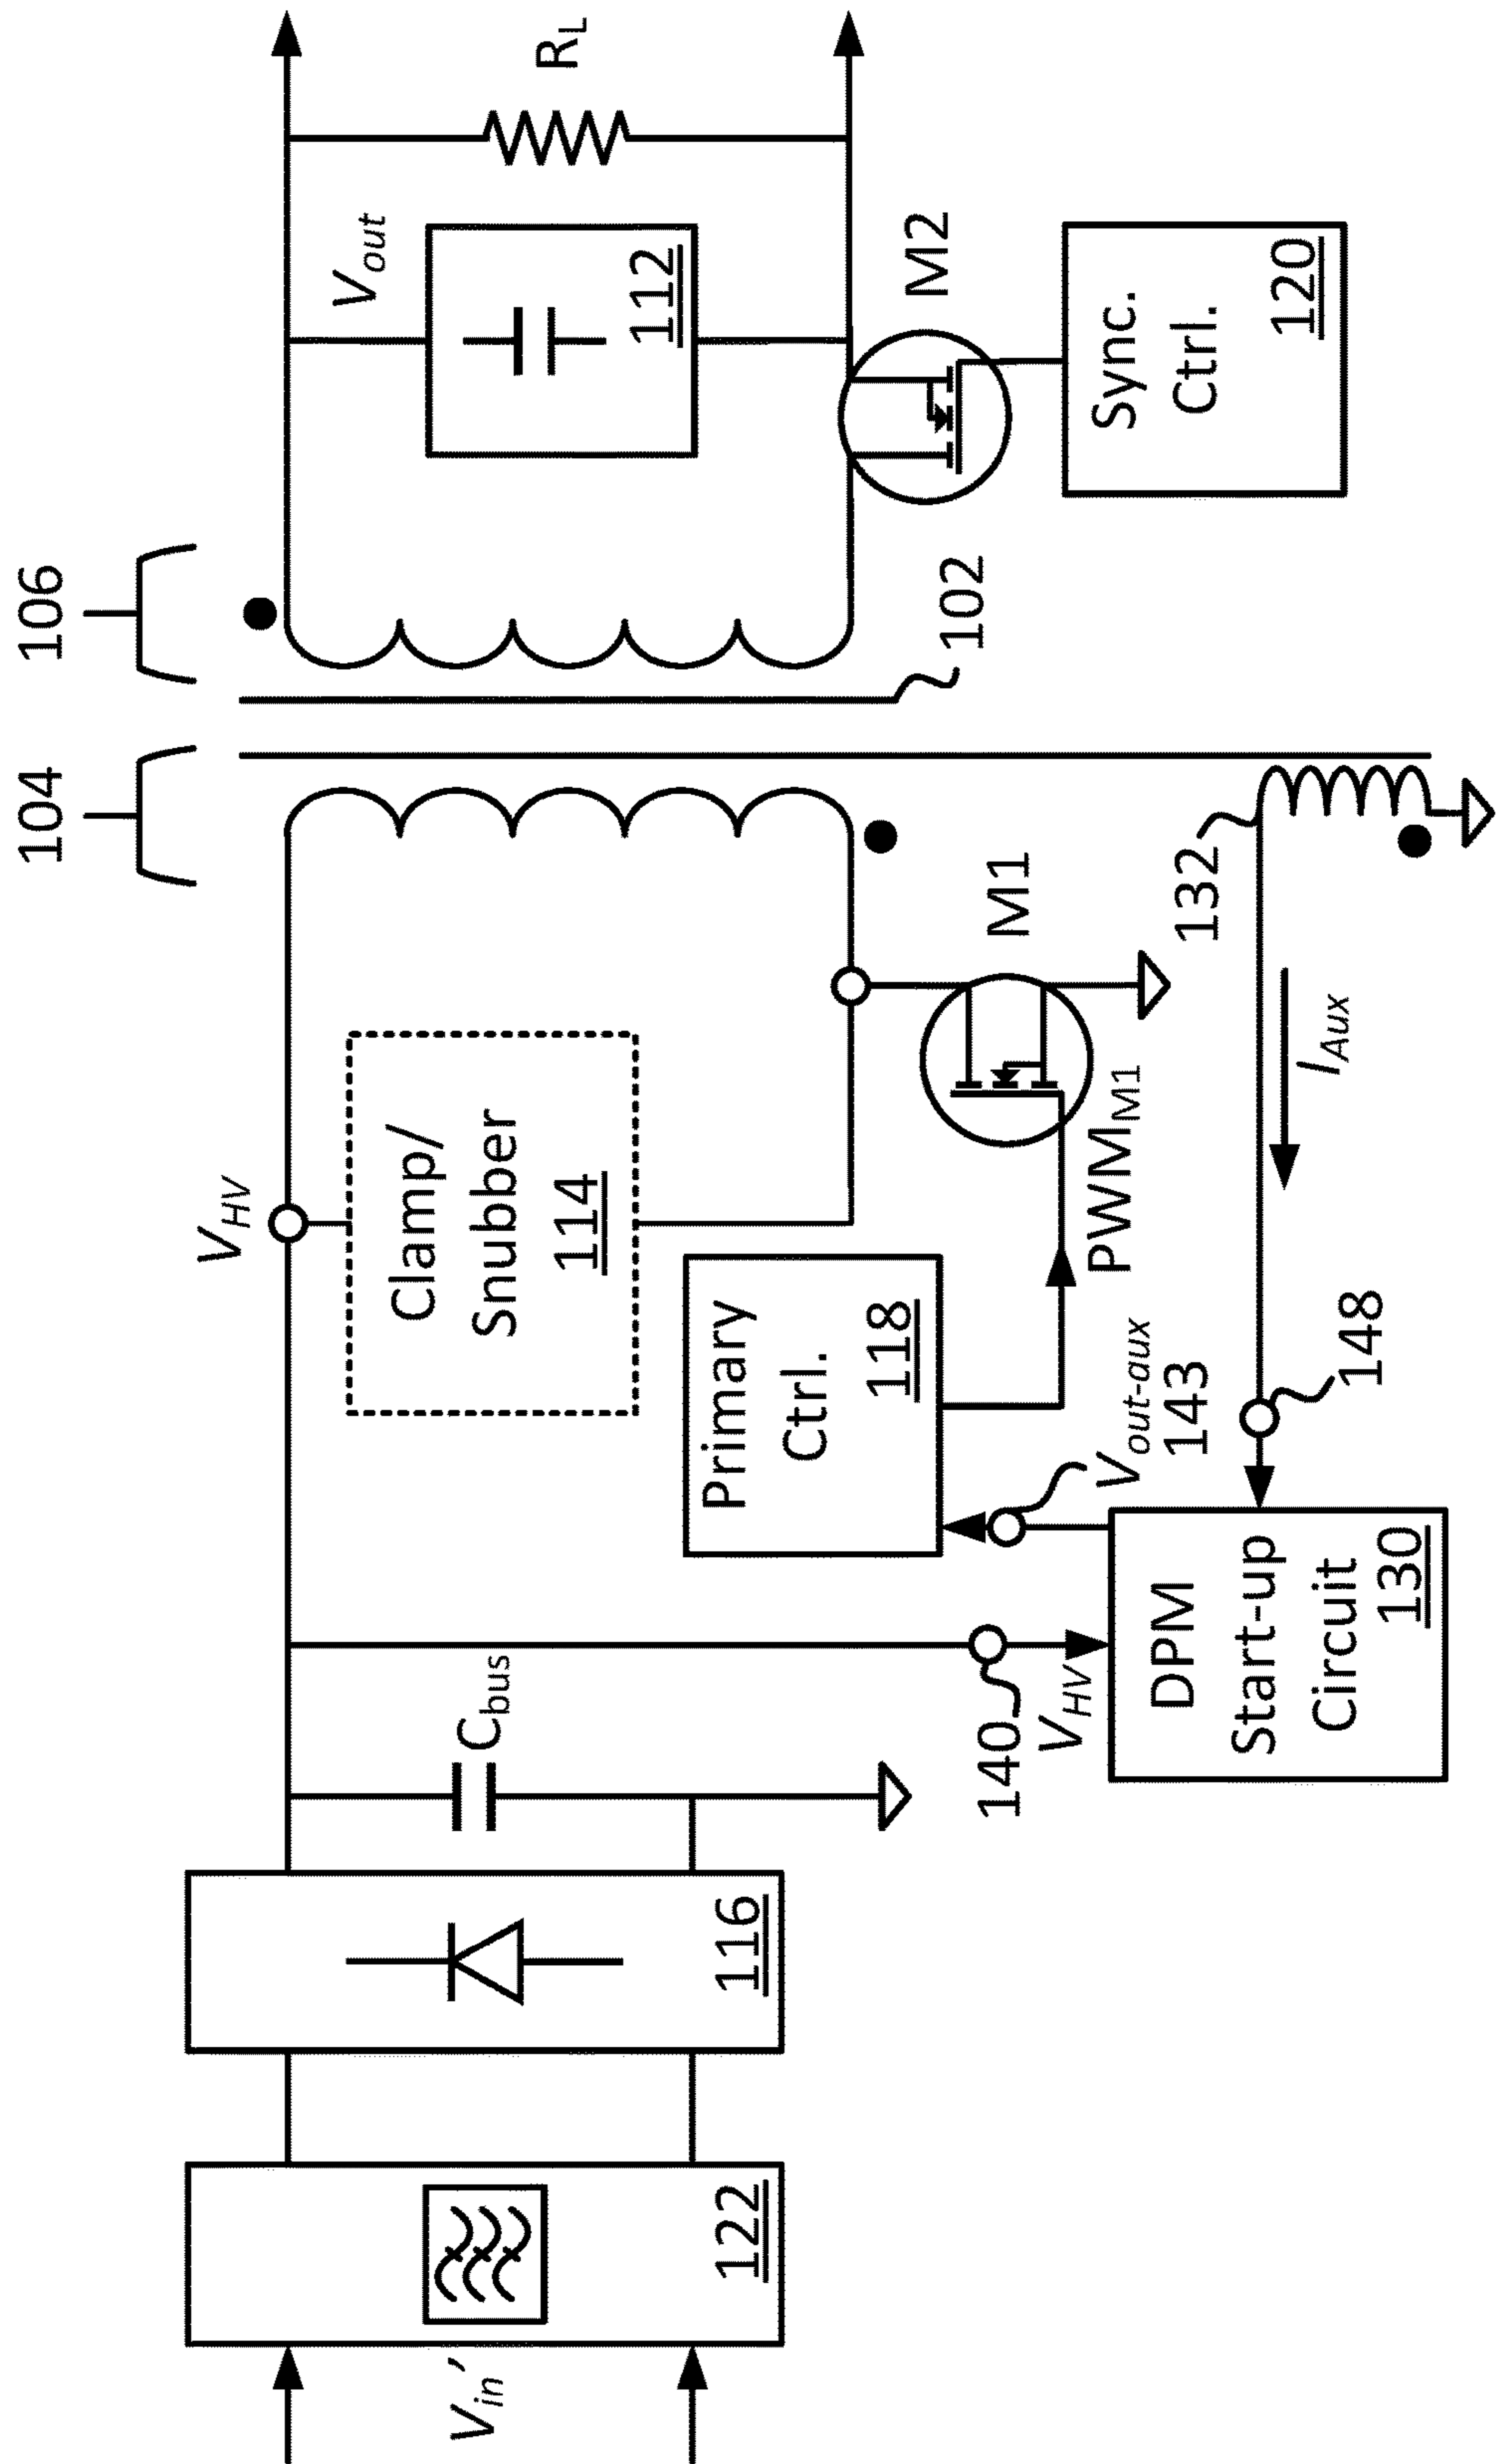 104
106
V_HV
V_out
R_L
Clamp/
Snubber
114
112
V_in'
122
116
C_bus
Primary
Ctrl.
118
102
M2
M1
140
V_HV
V_out-aux
143
PWM_M1
132
Sync.
Ctrl.
120
DPM
Start-up
Circuit
130
148
I_Aux